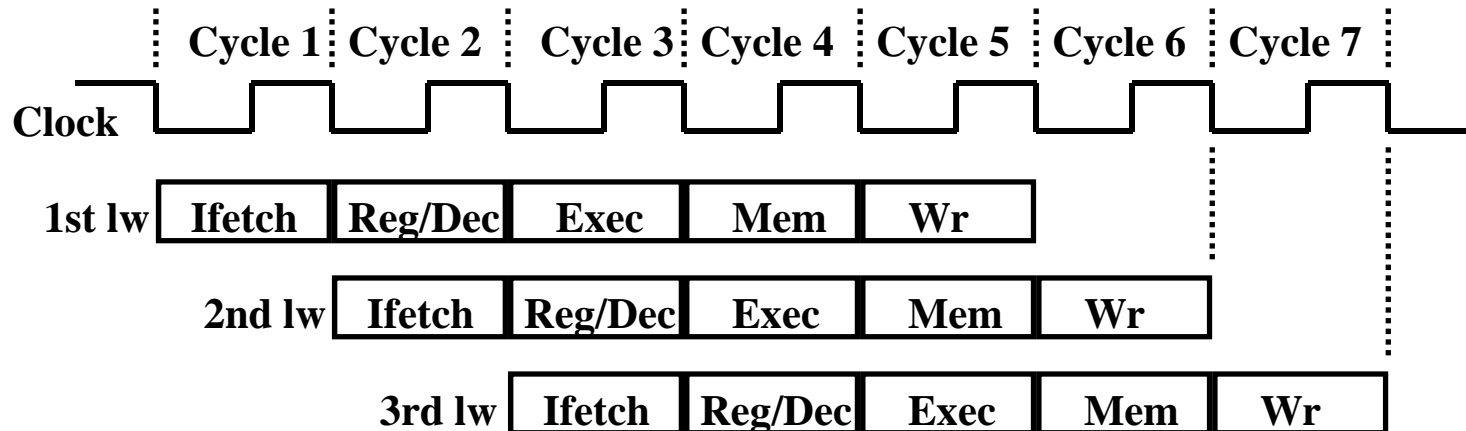 Cycle 1 Cycle 2 Cycle 3 Cycle 4 Cycle 5 Cycle 6 Cycle 7
Clock
1st lw Ifetch Reg/Dec Exec Mem Wr
2nd lw Ifetch Reg/Dec Exec Mem Wr
3rd lw Ifetch Reg/Dec Exec Mem Wr